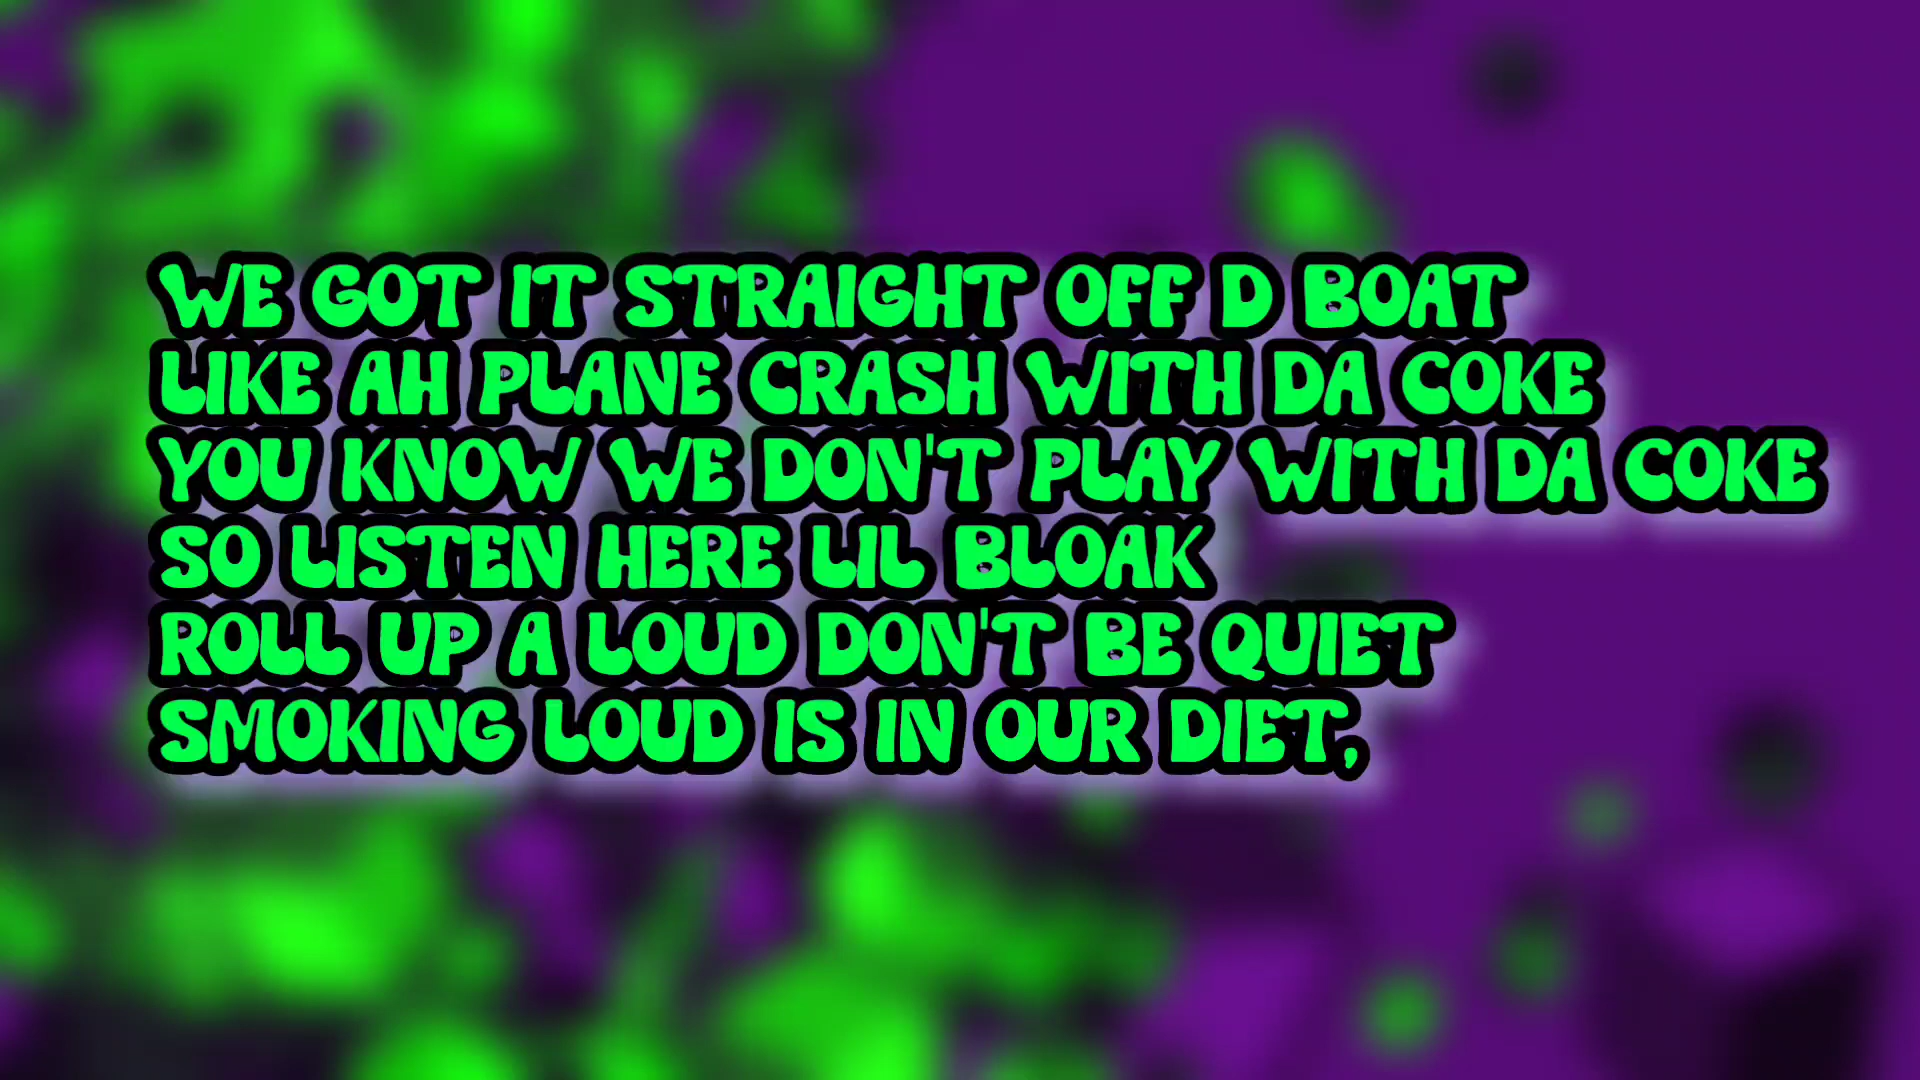 WE GOT IT STRAIGHT OFF D BOAT
LIKE AH PLANE CRASH WITH DA COKE
YOU KNOW WE DON'T PLAY WITH DA COKE
SO LISTEN HERE LIL BLOAK
ROLL UP A LOUD DON'T BE QUIET
SMOKING LOUD IS IN OUR DIET,